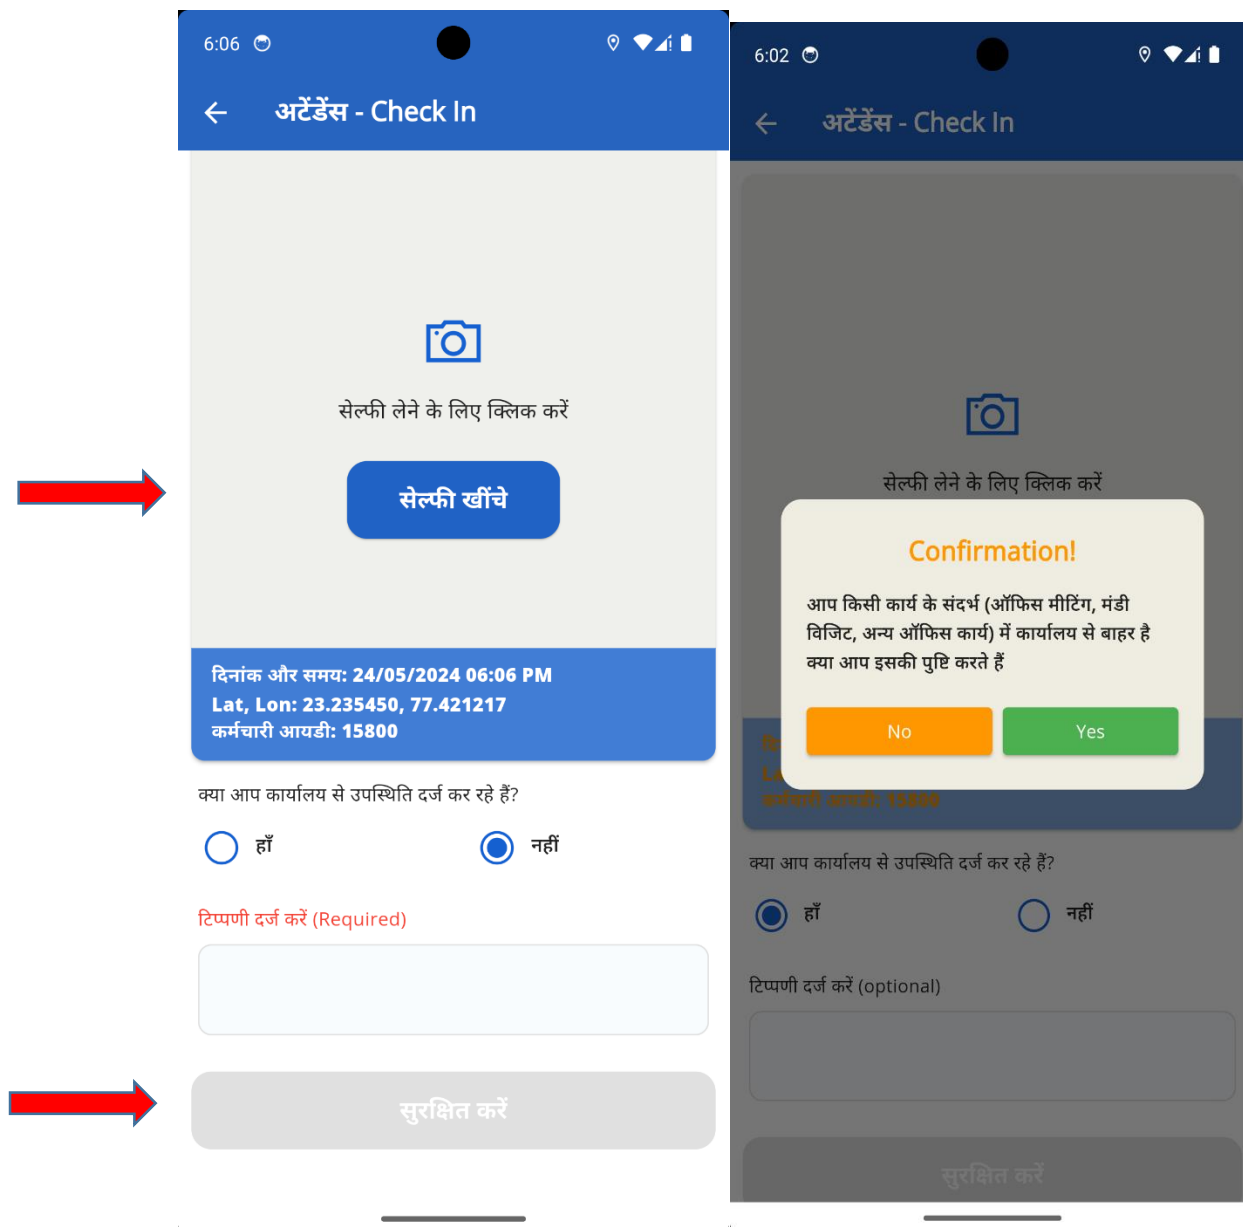 6:06
अटेंडेंस - Check In
सेल्फी लेने के लिए क्लिक करें
सेल्फी खींचे
दिनांक और समय: 24/05/2024 06:06 PM
Lat, Lon: 23.235450, 77.421217
कर्मचारी आयडी: 15800
क्या आप कार्यालय से उपस्थिति दर्ज कर रहे हैं?
हाँ
नहीं
टिप्पणी दर्ज करें (Required)
सुरक्षित करें
6:02
अटेंडेंस - Check In
सेल्फी लेने के लिए क्लिक करें
Confirmation!
आप किसी कार्य के संदर्भ (ऑफिस मीटिंग, मंडी
विजिट, अन्य ऑफिस कार्य) में कार्यालय से बाहर है
क्या आप इसकी पुष्टि करते हैं
No
Yes
कर्मचारी आयडी: 15800
क्या आप कार्यालय से उपस्थिति दर्ज कर रहे हैं?
हाँ
नहीं
टिप्पणी दर्ज करें (optional)
सुरक्षित करें